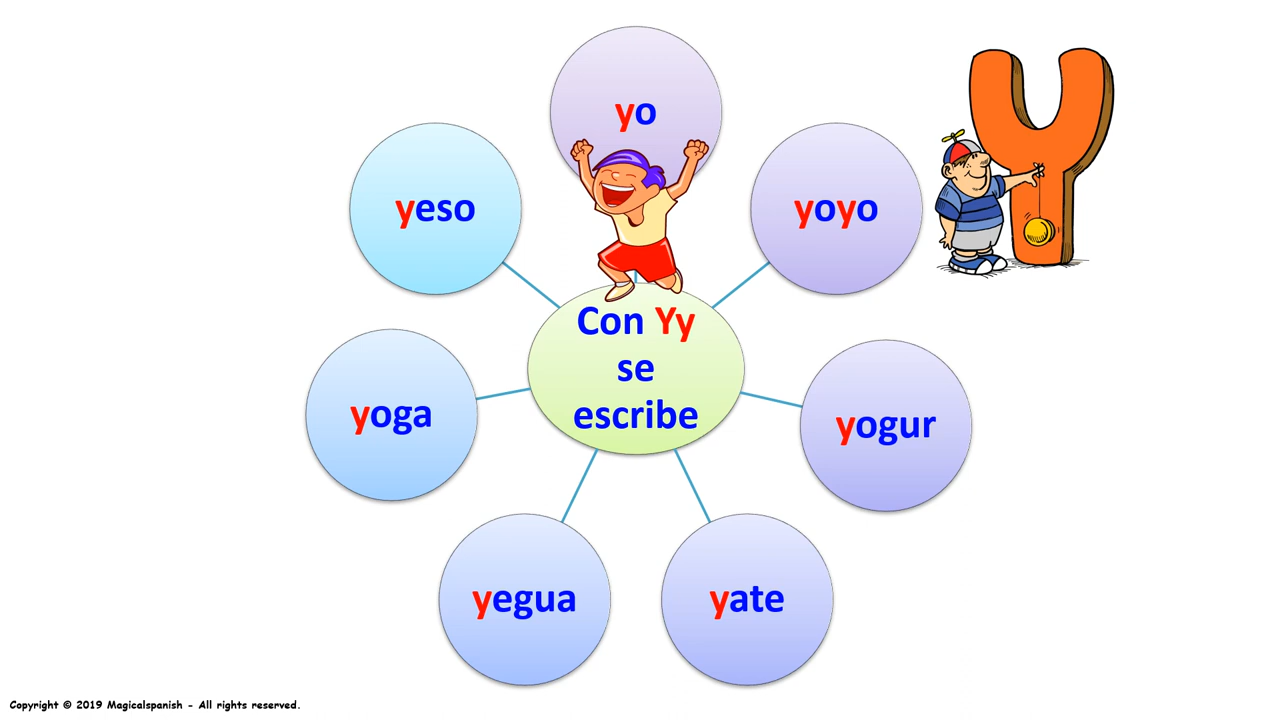 yo
yeso
yoyo
Con Yy
se
escribe
yoga
yogur
yegua
yate
Y
Copyright © 2019 Magicalspanish - All rights reserved.